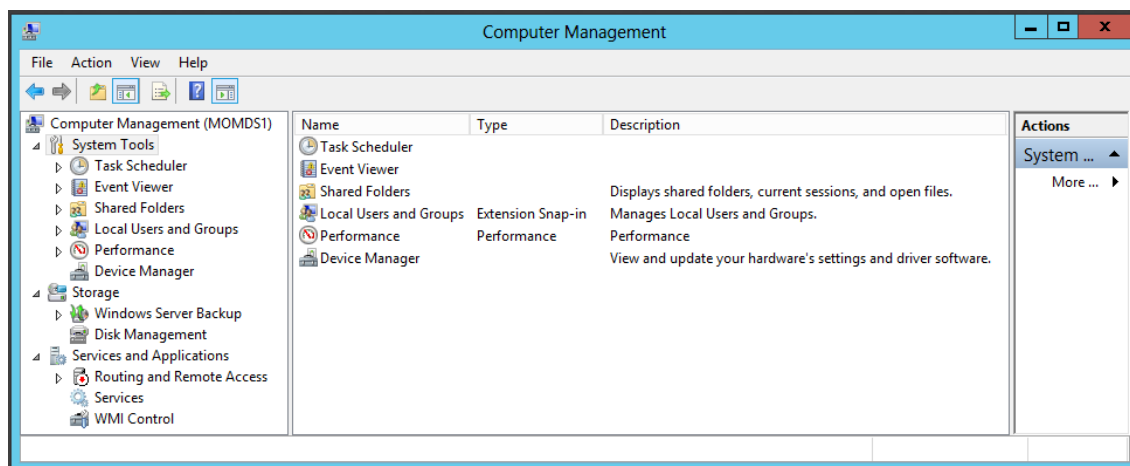 Computer Management
File Action View Help
Computer Management (MOMDS1)
System Tools
Task Scheduler
Event Viewer
Shared Folders
Local Users and Groups
Performance
Device Manager
Storage
Windows Server Backup
Disk Management
Services and Applications
Routing and Remote Access
Services
WMI Control
Name Type Description
Task Scheduler
Event Viewer
Shared Folders Displays shared folders, current sessions, and open files.
Local Users and Groups Extension Snap-in Manages Local Users and Groups.
Performance Performance Performance
Device Manager View and update your hardware's settings and driver software.
Actions
System ...
More ...